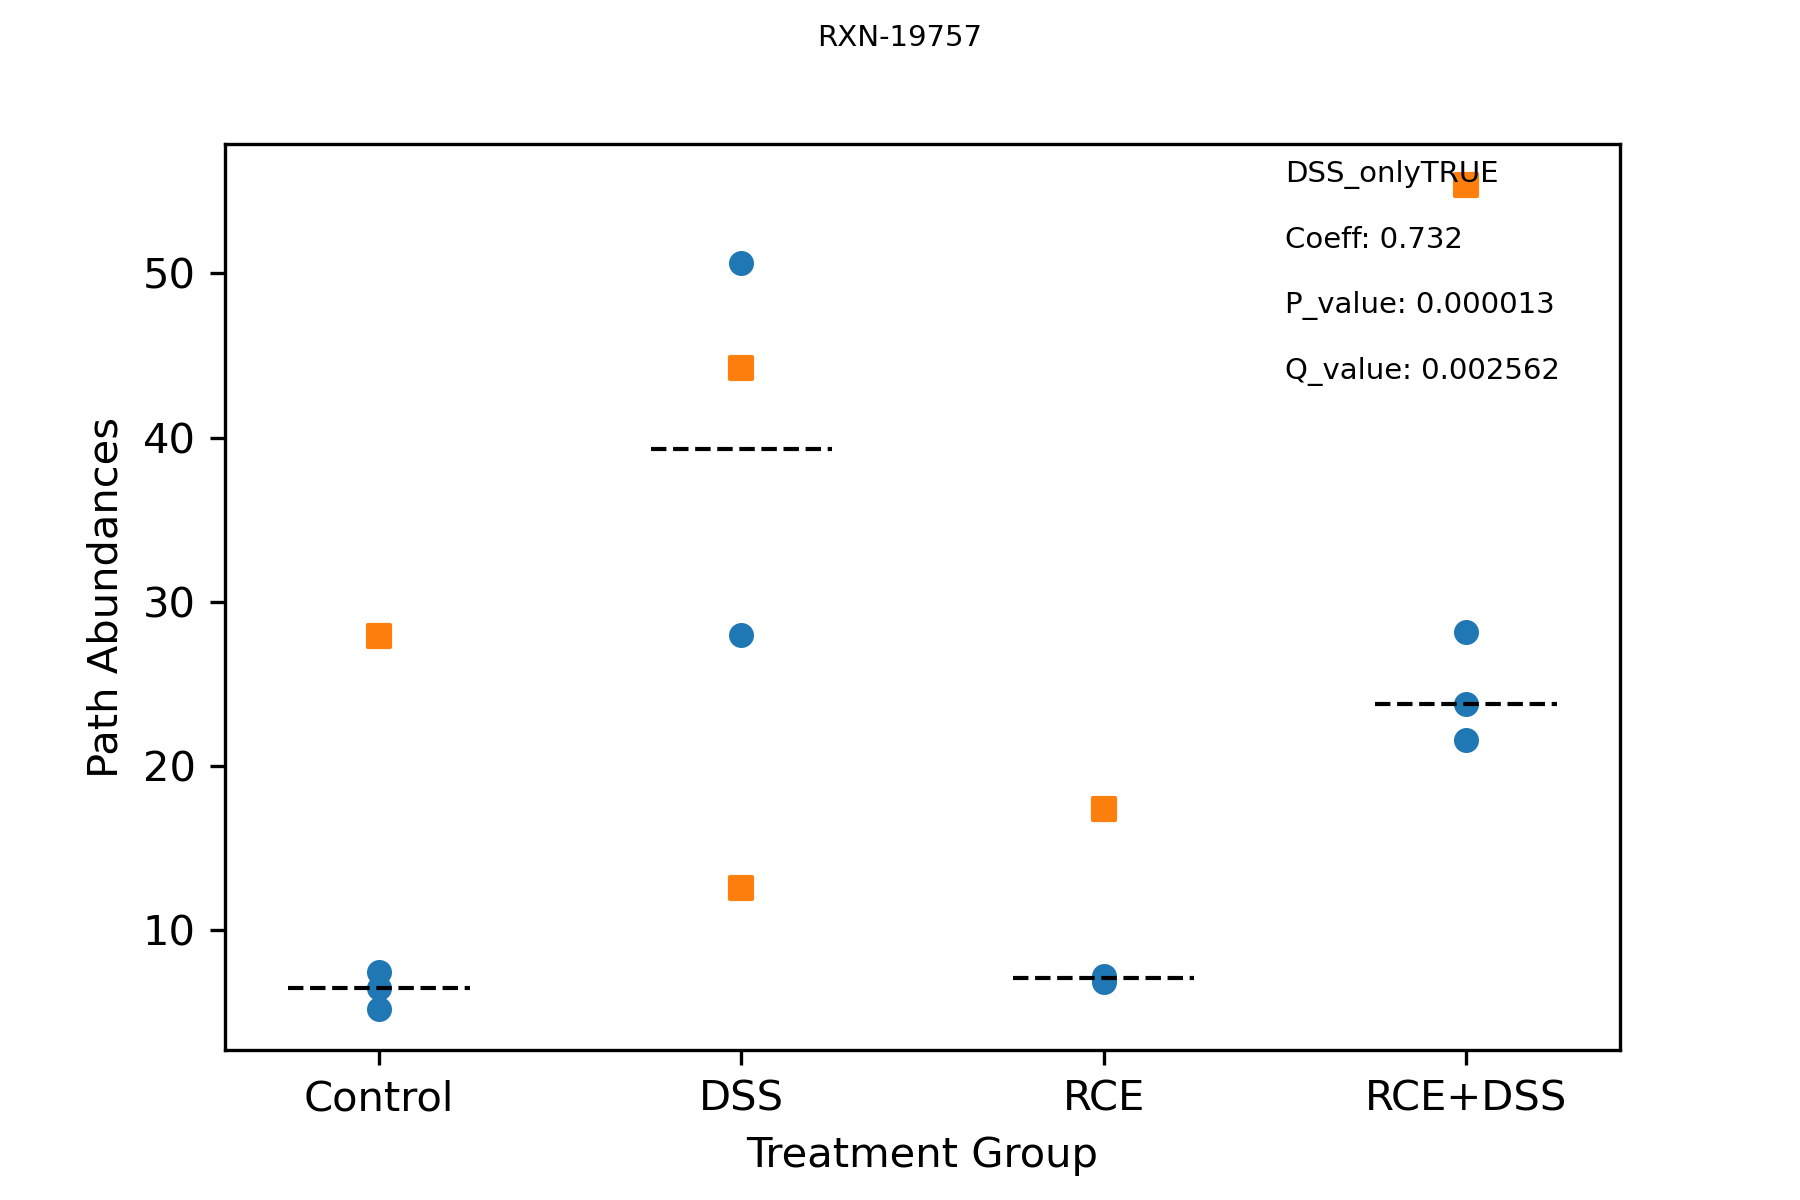 RXN-19757
DSS_onlyTRUE
Coeff: 0.732
P_value: 0.000013
Q_value: 0.002562
Path Abundances
50
40
30
20
10
Control
DSS
RCE
RCE+DSS
Treatment Group